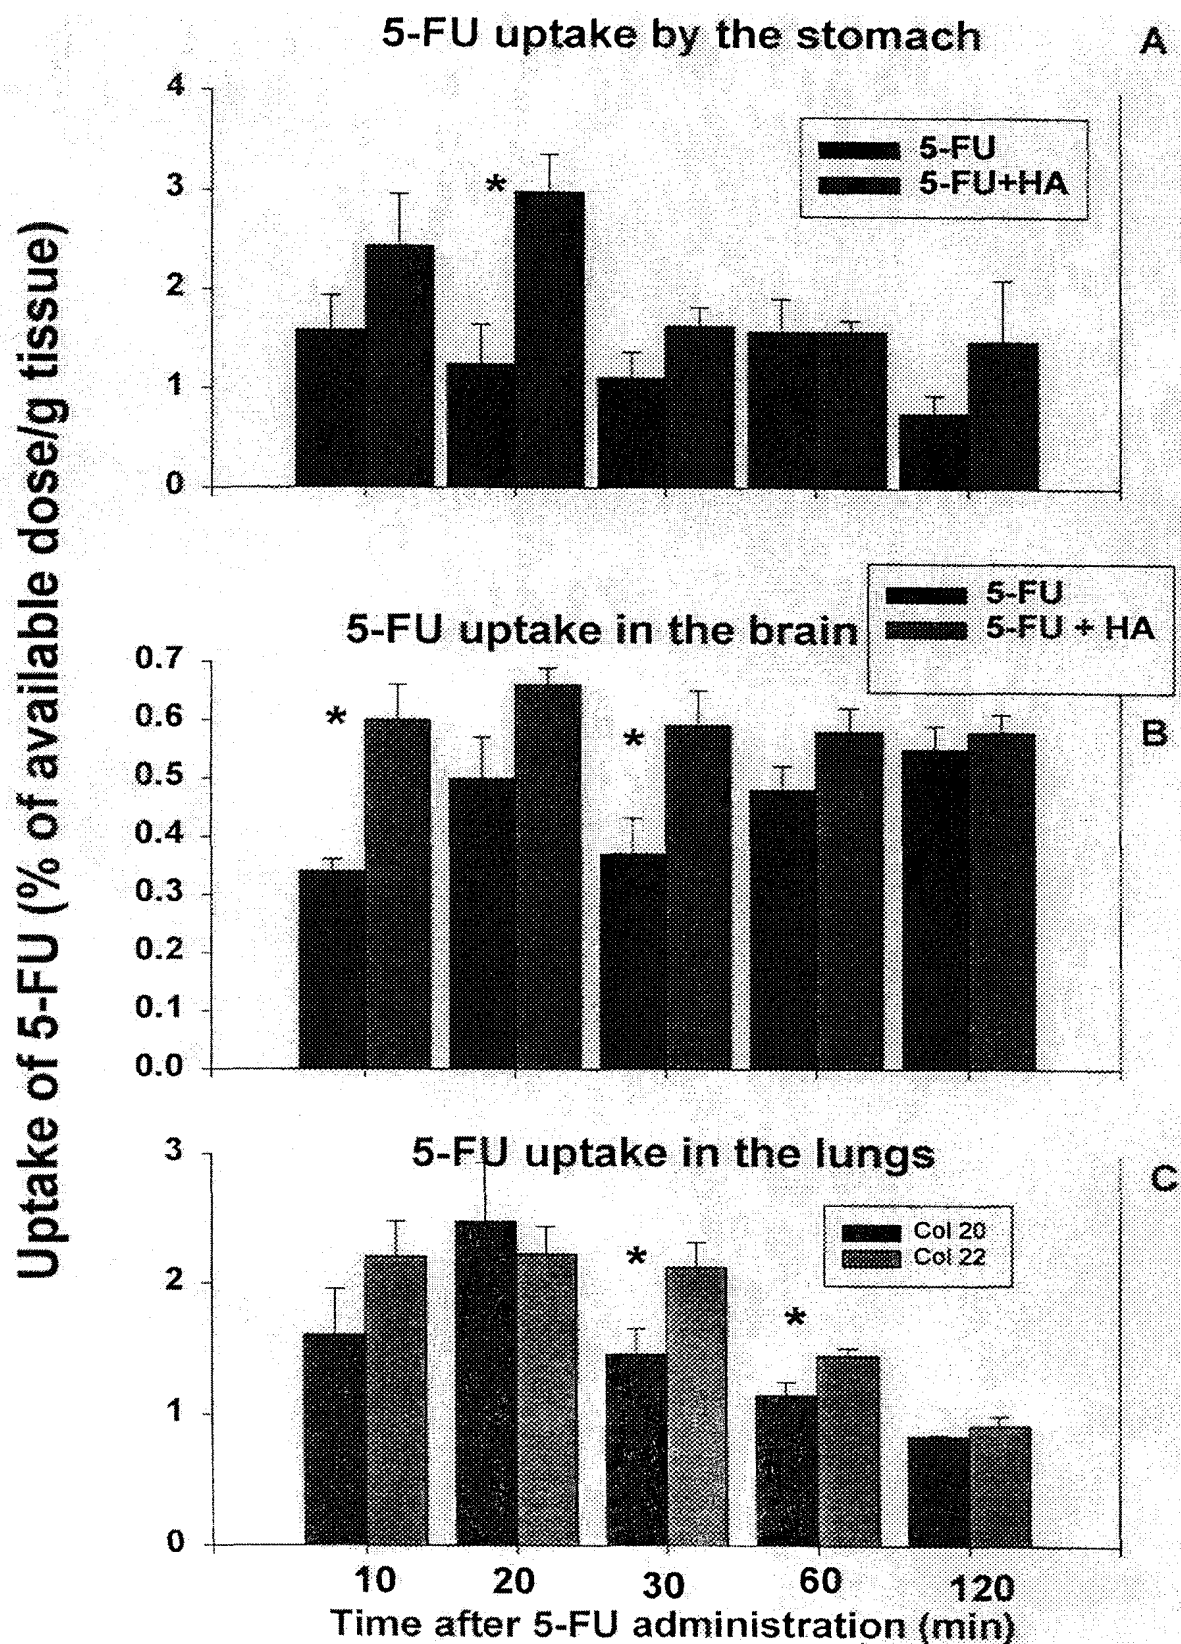 5-FU uptake by the stomach
A
4
5-FU
5-FU+HA
3
*
2
1
0
Uptake of 5-FU (% of available dose/g tissue)
5-FU
5-FU + HA
5-FU uptake in the brain
B
0.7
0.6
*
*
0.5
0.4
0.3
0.2
0.1
0.0
5-FU uptake in the lungs
C
3
Col 20
Col 22
*
2
*
1
0
10 20 30 60 120
Time after 5-FU administration (min)